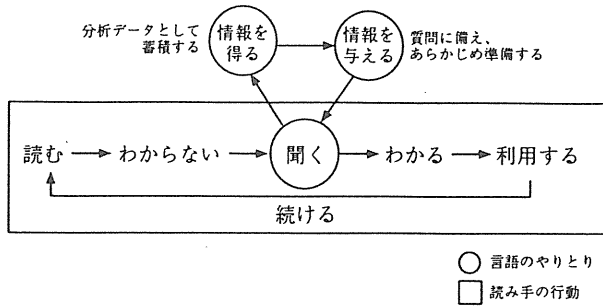 分析データとして
蓄積する
情報を
得る
情報を
与える
質問に備え、
あらかじめ準備する
読む
わからない
聞く
わかる
利用する
続ける
言語のやりとり
読み手の行動